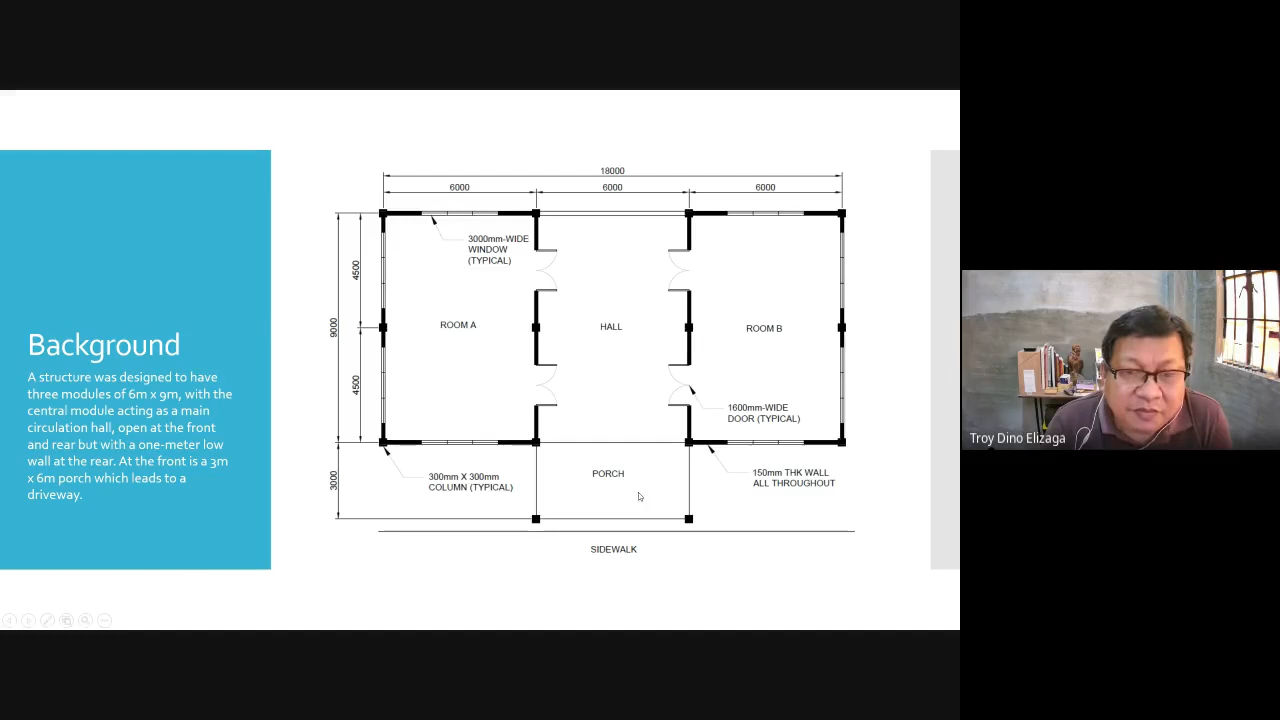 Background
A structure was designed to have
three modules of 6m x 9m, with the
central module acting as a main
circulation hall, open at the front
and rear but with a one-meter low
wall at the rear. At the front is a 3m
x 6m porch which leads to a
driveway.
18000
6000
6000
6000
3000mm-WIDE
WINDOW
(TYPICAL)
4500
9000
4500
3000
ROOM A
HALL
ROOM B
1600mm-WIDE
DOOR (TYPICAL)
300mm X 300mm
COLUMN (TYPICAL)
PORCH
150mm THK WALL
ALL THROUGHOUT
SIDEWALK
Troy Dino Elizaga